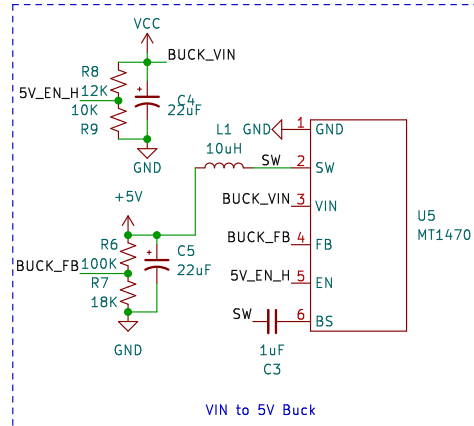 VCC
BUCK_VIN
R8
12K
5V_EN_H
10K
R9
C4
22uF
GND
L1
10uH
GND
1
GND
SW
2
SW
BUCK_VIN
3
VIN
BUCK_FB
4
FB
5V_EN_H
5
EN
SW
6
BS
1uF
C3
U5
MT1470
+5V
R6
100K
BUCK_FB
R7
18K
C5
22uF
GND
VIN to 5V Buck